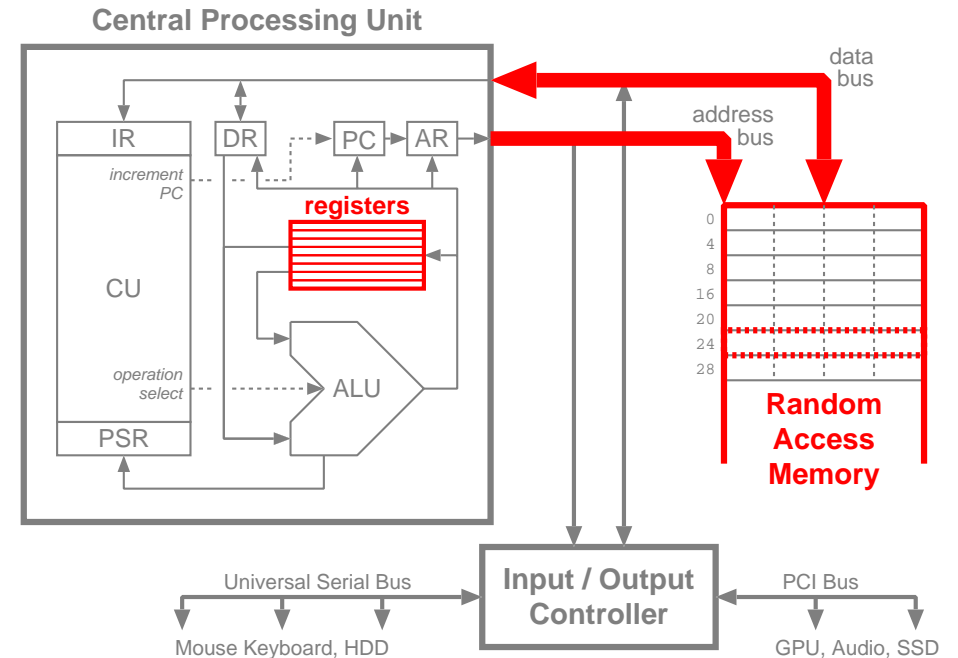 Central Processing Unit
data
bus
address
bus
IR
DR
PC
AR
increment
PC
registers
0
4
8
16
20
24
28
CU
operation
select
ALU
PSR
Random
Access
Memory
Universal Serial Bus
Input / Output
Controller
PCI Bus
Mouse Keyboard, HDD
GPU, Audio, SSD